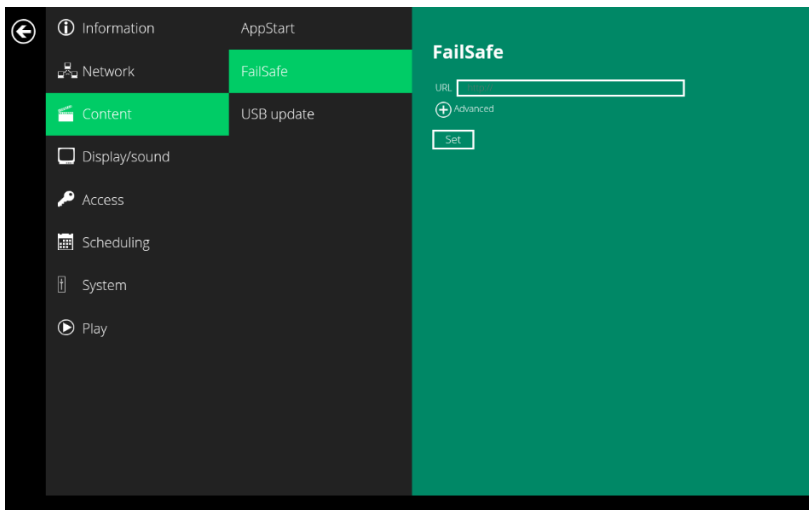 Information
Network
Content
Display/sound
Access
Scheduling
System
Play
AppStart
FailSafe
USB update
FailSafe
URL
Advanced
Set